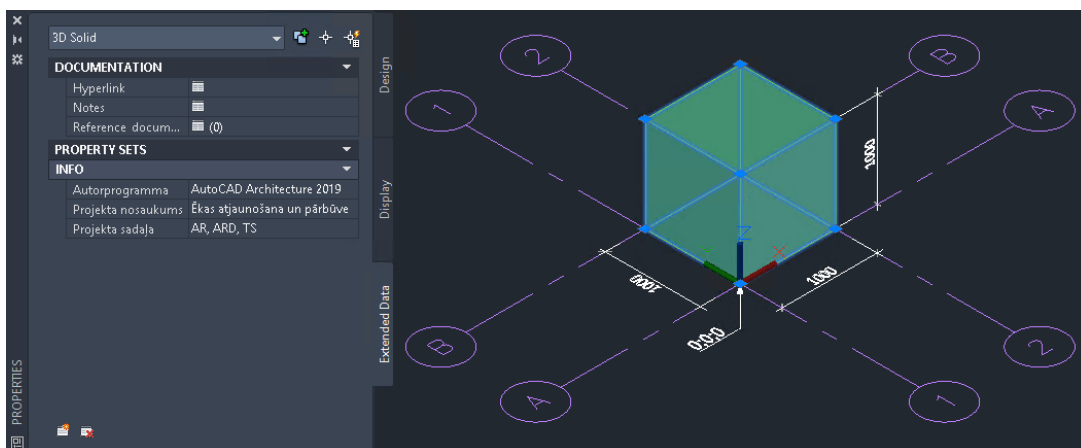 3D Solid
DOCUMENTATION
Hyperlink
Notes
Reference docum... (0)
PROPERTY SETS
INFO
Autorprogramma AutoCAD Architecture 2019
Projekta nosaukums Ēkas atjaunošana un pārbūve
Projekta sadaļa AR, ARD, TS
PROPERTIES
Design
Display
Extended Data
2
B
1
A
1000
Z
X
1000
1000
0;0;0
B
2
A
1